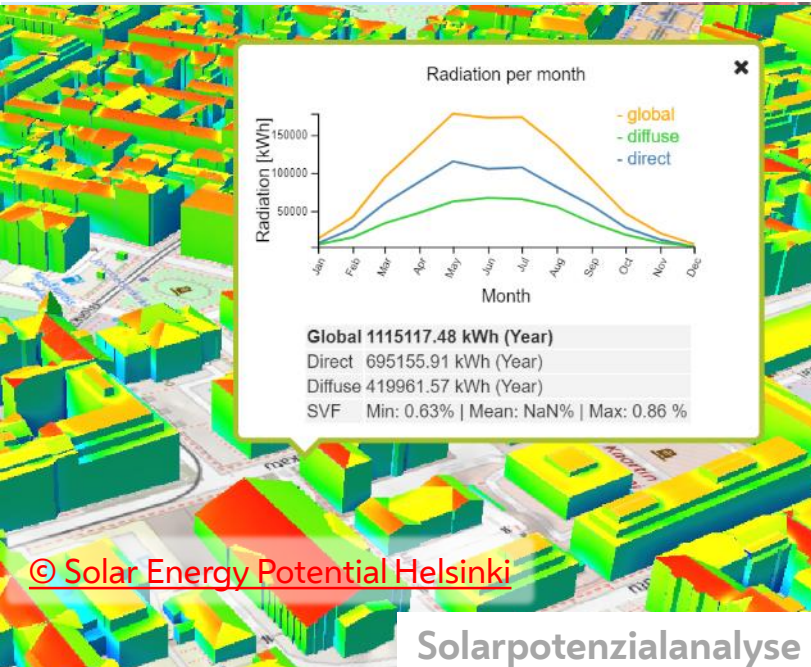 Radiation per month
✖
- global
- diffuse
- direct
Radiation [kWh]
150000
100000
50000
Jan
Feb
Mar
Apr
May
Jun
Jul
Aug
Sep
Oct
Nov
Dec
Month
Global 1115117.48 kWh (Year)
Direct 695155.91 kWh (Year)
Diffuse 419961.57 kWh (Year)
SVF Min: 0.63% | Mean: NaN% | Max: 0.86 %
katu
© Solar Energy Potential Helsinki
Solarpotenzialanalyse